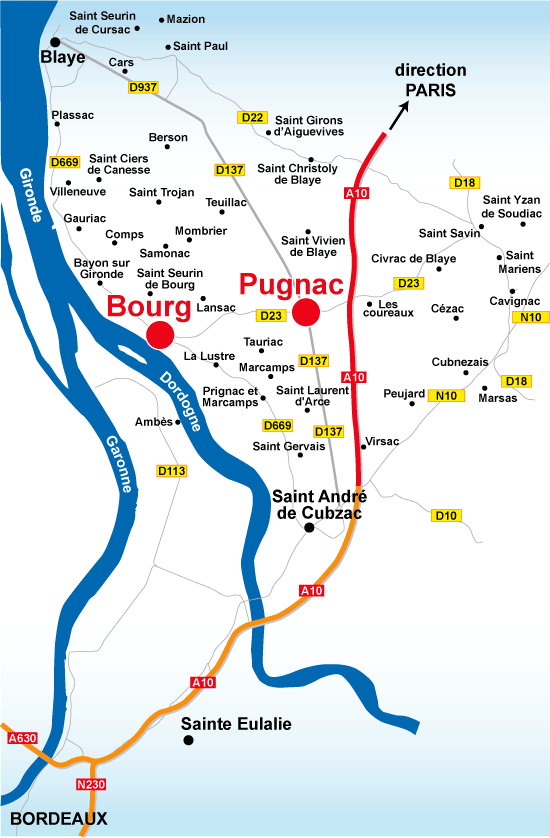 Saint Seurin
de Cursac
Mazion
Saint Paul
Blaye
Cars
D937
direction
PARIS
Plassac
D22
Saint Girons
d'Aiguevives
Berson
D669
Saint Ciers
de Canesse
D137
Saint Christoly
de Blaye
Gironde
Villeneuve
A10
D18
Saint Trojan
Teuillac
Saint Yzan
de Soudiac
Gauriac
Comps
Mombrier
Samonac
Saint Vivien
de Blaye
Saint Savin
Bayon sur
Gironde
Saint Seurin
de Bourg
Civrac de Blaye
Saint
Mariens
Pugnac
D23
Bourg
Lansac
D23
Les
coureaux
Cézac
Cavignac
N10
Tauriac
La Lustre
D137
Marcamps
Cubnezais
A10
Dordogne
Prignac et
Marcamps
Saint Laurent
d'Arce
Peujard
N10
D18
Marsas
Ambès
D669
D137
Garonne
Saint Gervais
Virsac
D113
Saint André
de Cubzac
D10
A10
A10
Sainte Eulalie
A630
N230
BORDEAUX